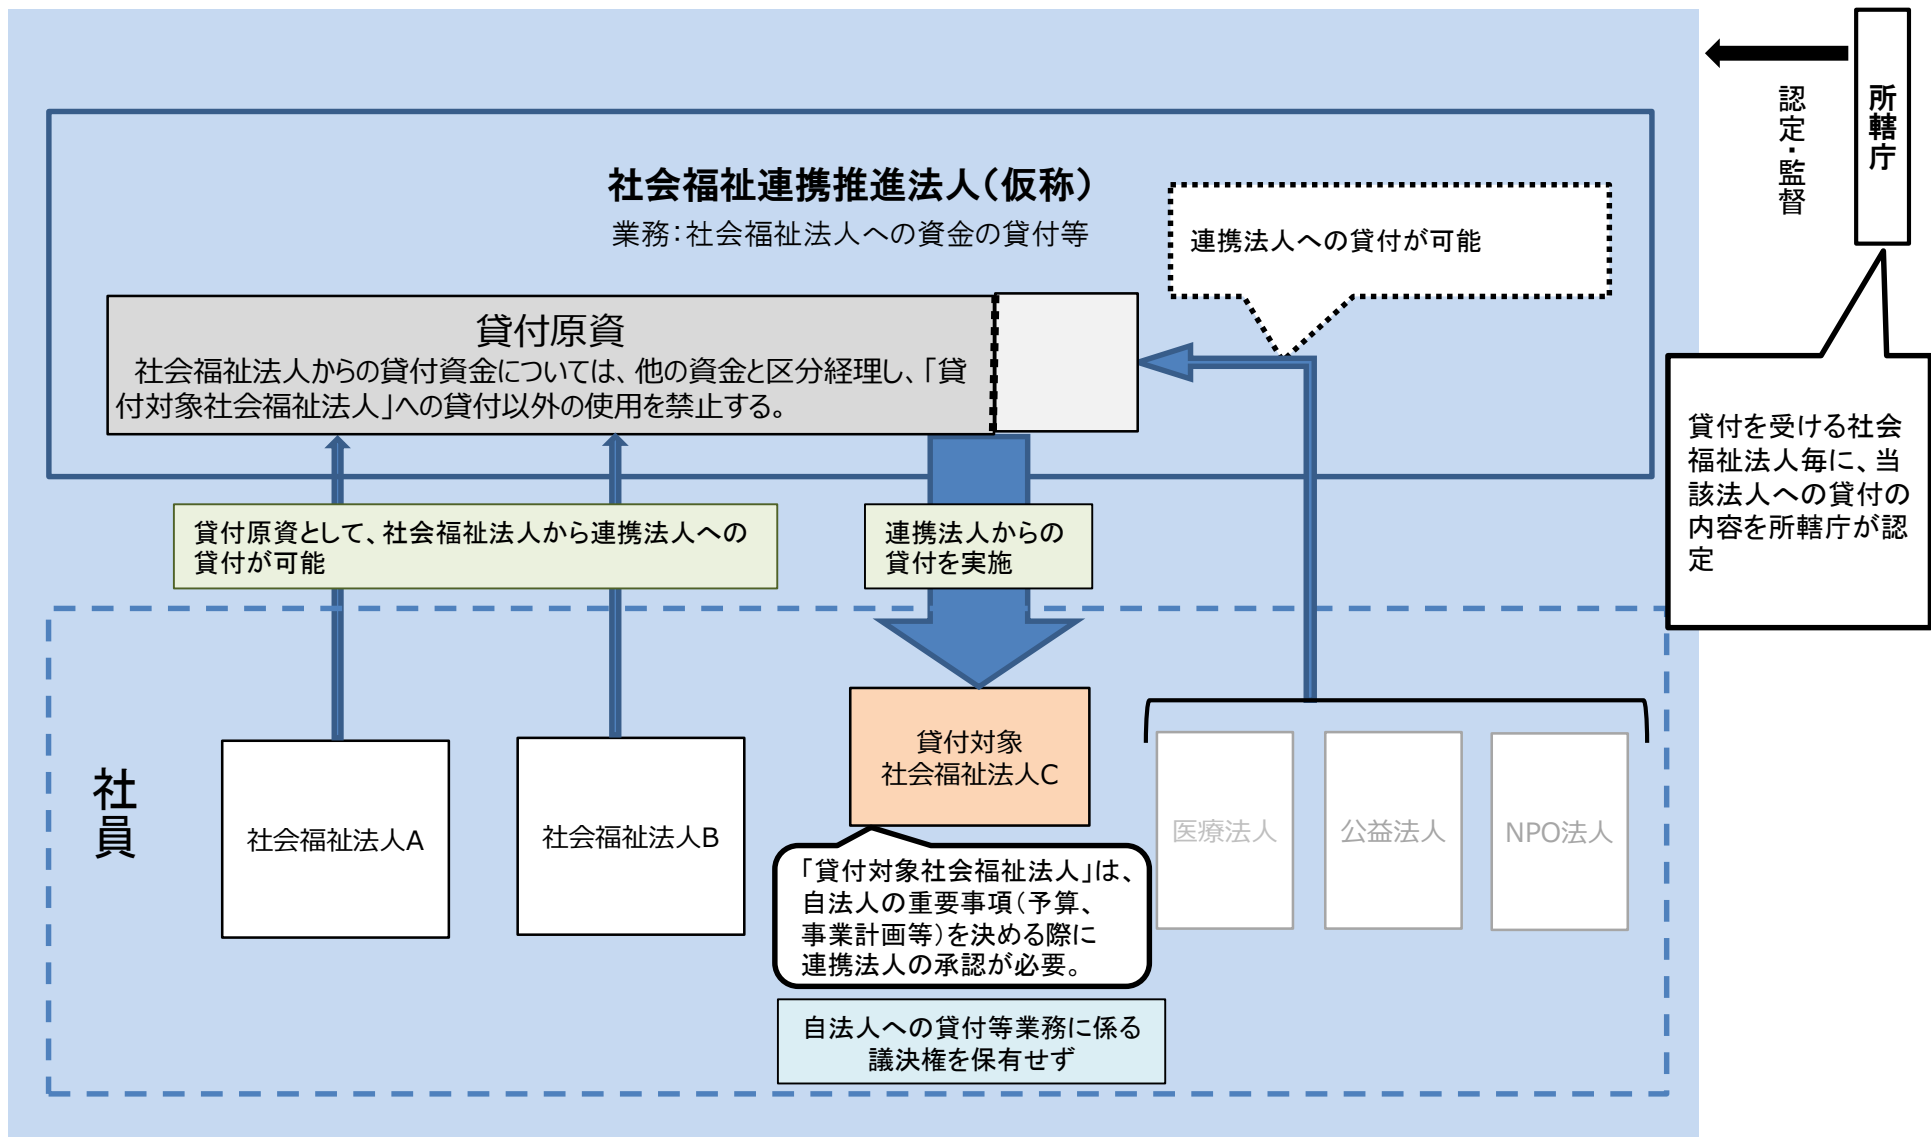 所轄庁
認定・監督
社会福祉連携推進法人（仮称）
業務：社会福祉法人への資金の貸付等
連携法人への貸付が可能
貸付原資
社会福祉法人からの貸付資金については、他の資金と区分経理し、「貸
付対象社会福祉法人」への貸付以外の使用を禁止する。
貸付を受ける社会
福祉法人毎に、当
該法人への貸付の
内容を所轄庁が認
定
貸付原資として、社会福祉法人から連携法人への
貸付が可能
連携法人からの
貸付を実施
社員
社会福祉法人A
社会福祉法人B
貸付対象
社会福祉法人C
医療法人
公益法人
NPO法人
「貸付対象社会福祉法人」は、
自法人の重要事項（予算、
事業計画等）を決める際に
連携法人の承認が必要。
自法人への貸付等業務に係る
議決権を保有せず